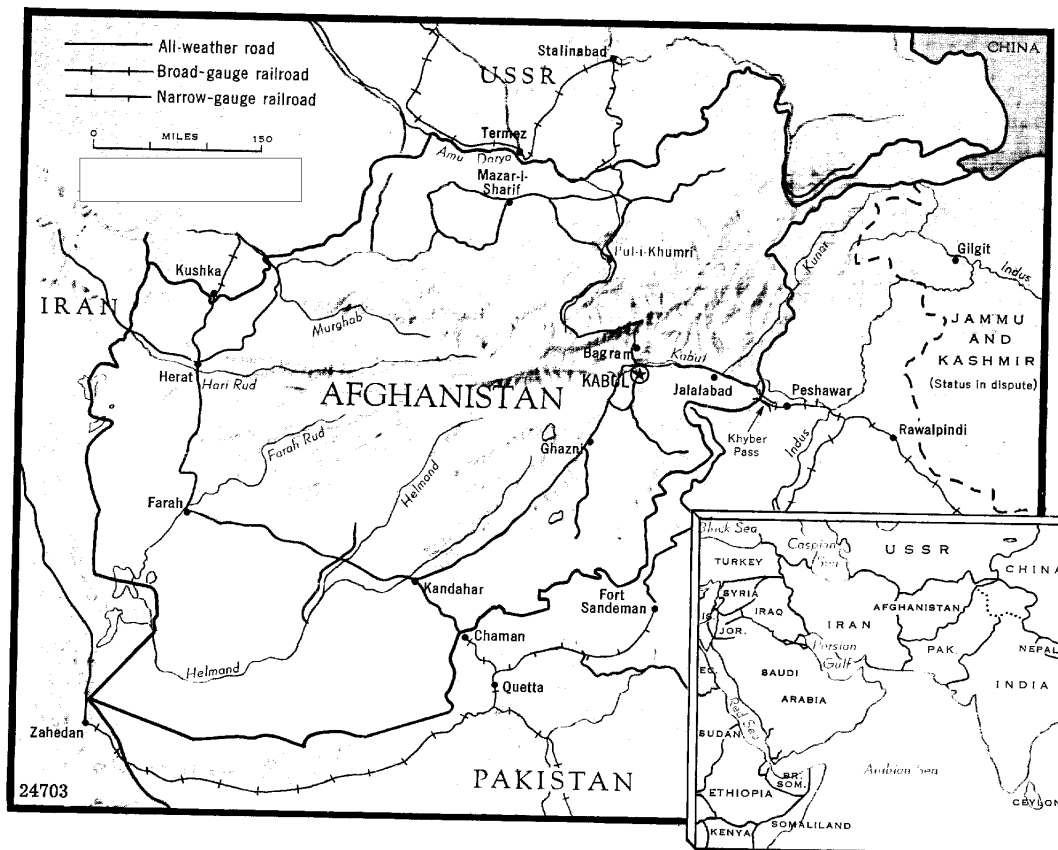 All-weather road
Broad-gauge railroad
Narrow-gauge railroad
0 MILES 150
CHINA
Stalinabad
USSR
Termez
Amu Darya
Mazar-i-
Sharif
Pul-i-Khumri
Kunar
Gilgit
Indus
Kushka
IRAN
Murghab
JAMMU
AND
KASHMIR
(Status in dispute)
Bagram
Kabul
Herat
Hari Rud
KABUL
AFGHANISTAN
Jalalabad
Peshawar
Khyber
Pass
Indus
Rawalpindi
Ghazni
Farah Rud
Helmand
Farah
Kandahar
Fort
Sandeman
Chaman
Helmand
Quetta
Zahedan
PAKISTAN
24703
Black Sea
Caspian
Sea
USSR
TURKEY
CHINA
SYRIA
IRAQ
AFGHANISTAN
IS.
JOR.
IRAN
Persian
Gulf
PAK.
NEPAL
EG.
SAUDI
ARABIA
INDIA
Red Sea
SUDAN
Arabian Sea
BR.
SOM.
ETHIOPIA
CEYLON
SOMALILAND
KENYA